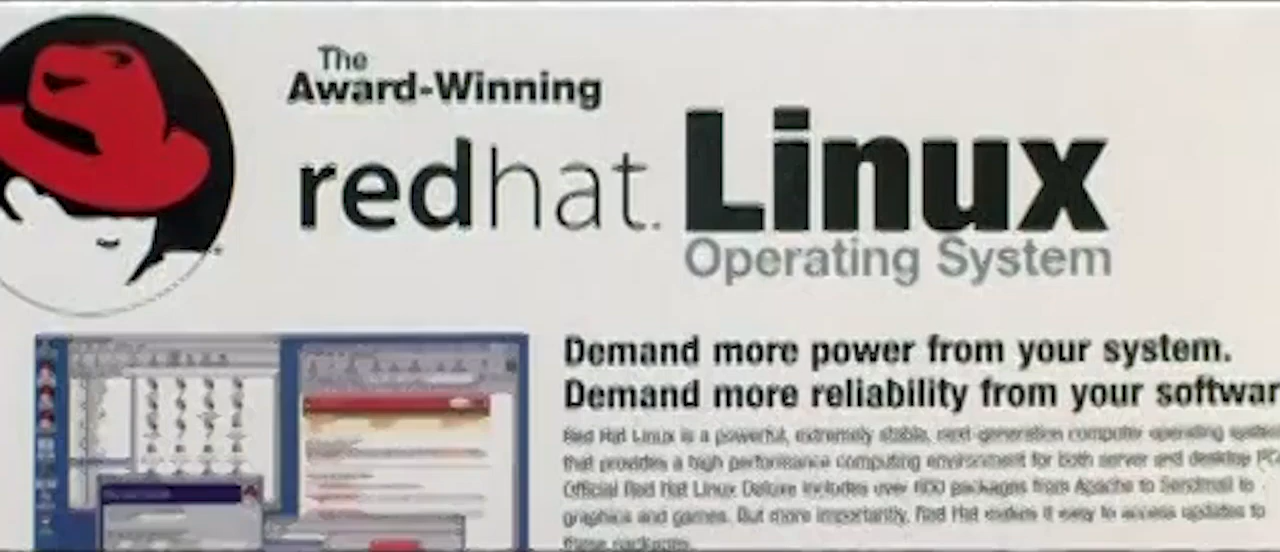 The
Award-Winning
redhat. Linux
Operating System
Demand more power from your system.
Demand more reliability from your softwar
Red Hat Linux is a powerful, extremely stable, next-generation computer operating system
that provides a high performance computing environment for both server and desktop PC
Official Red Hat Linux Deluxe includes over 600 packages from Apache to Sendmail to
graphics and games. But more importantly, Red Hat makes it easy to access updates to
these packages.